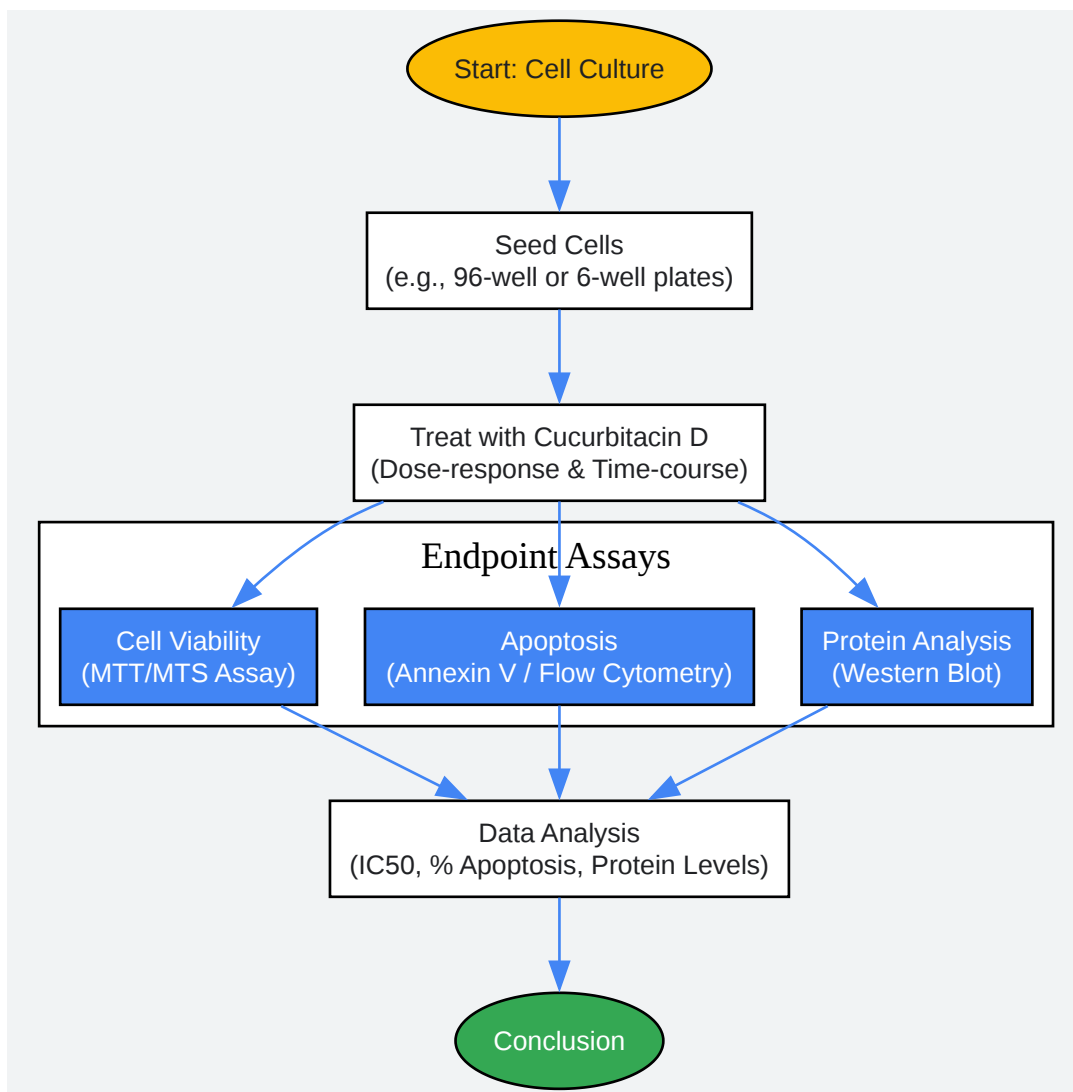 Start: Cell Culture
Seed Cells
(e.g., 96-well or 6-well plates)
Treat with Cucurbitacin D
(Dose-response & Time-course)
Endpoint Assays
Cell Viability
(MTT/MTS Assay)
Apoptosis
(Annexin V / Flow Cytometry)
Protein Analysis
(Western Blot)
Data Analysis
(IC50, % Apoptosis, Protein Levels)
Conclusion